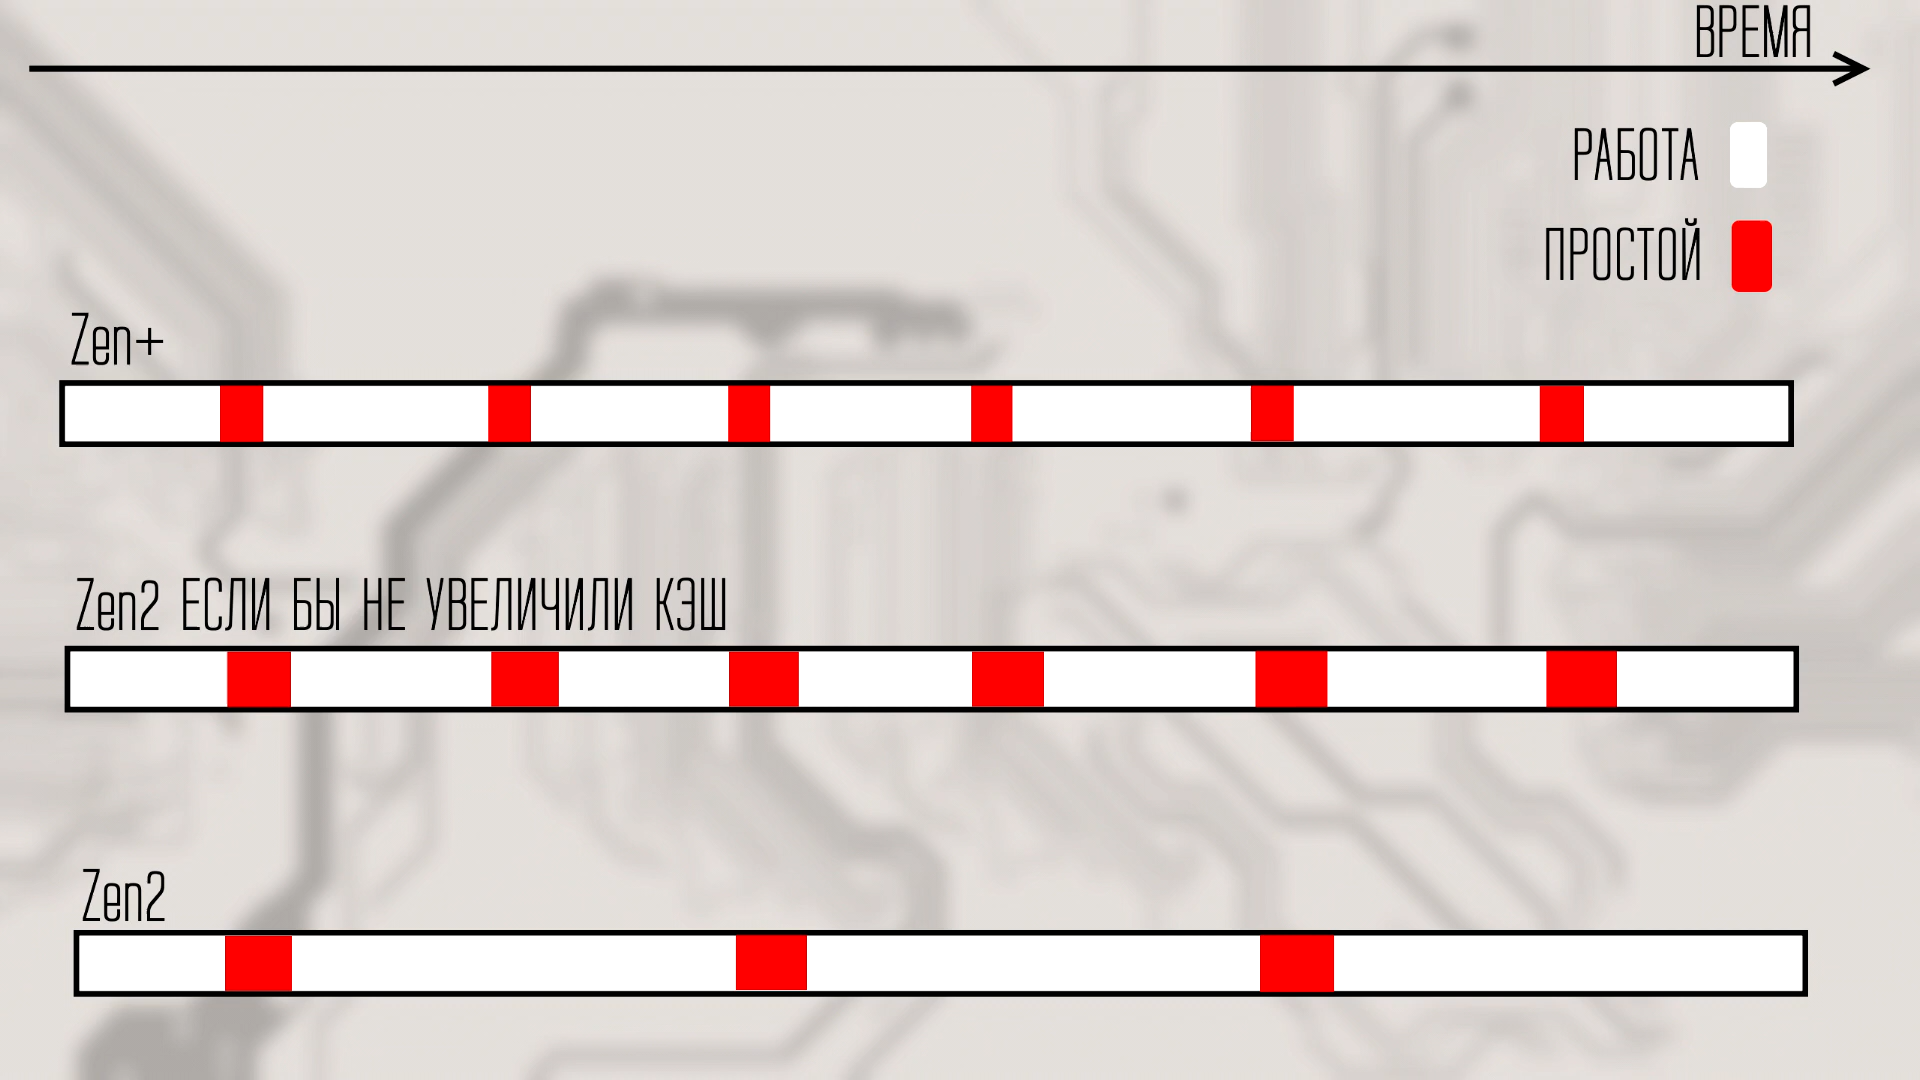 ВРЕМЯ
РАБОТА
ПРОСТОЙ
Zen+
Zen2 ЕСЛИ БЫ НЕ УВЕЛИЧИЛИ КЭШ
Zen2